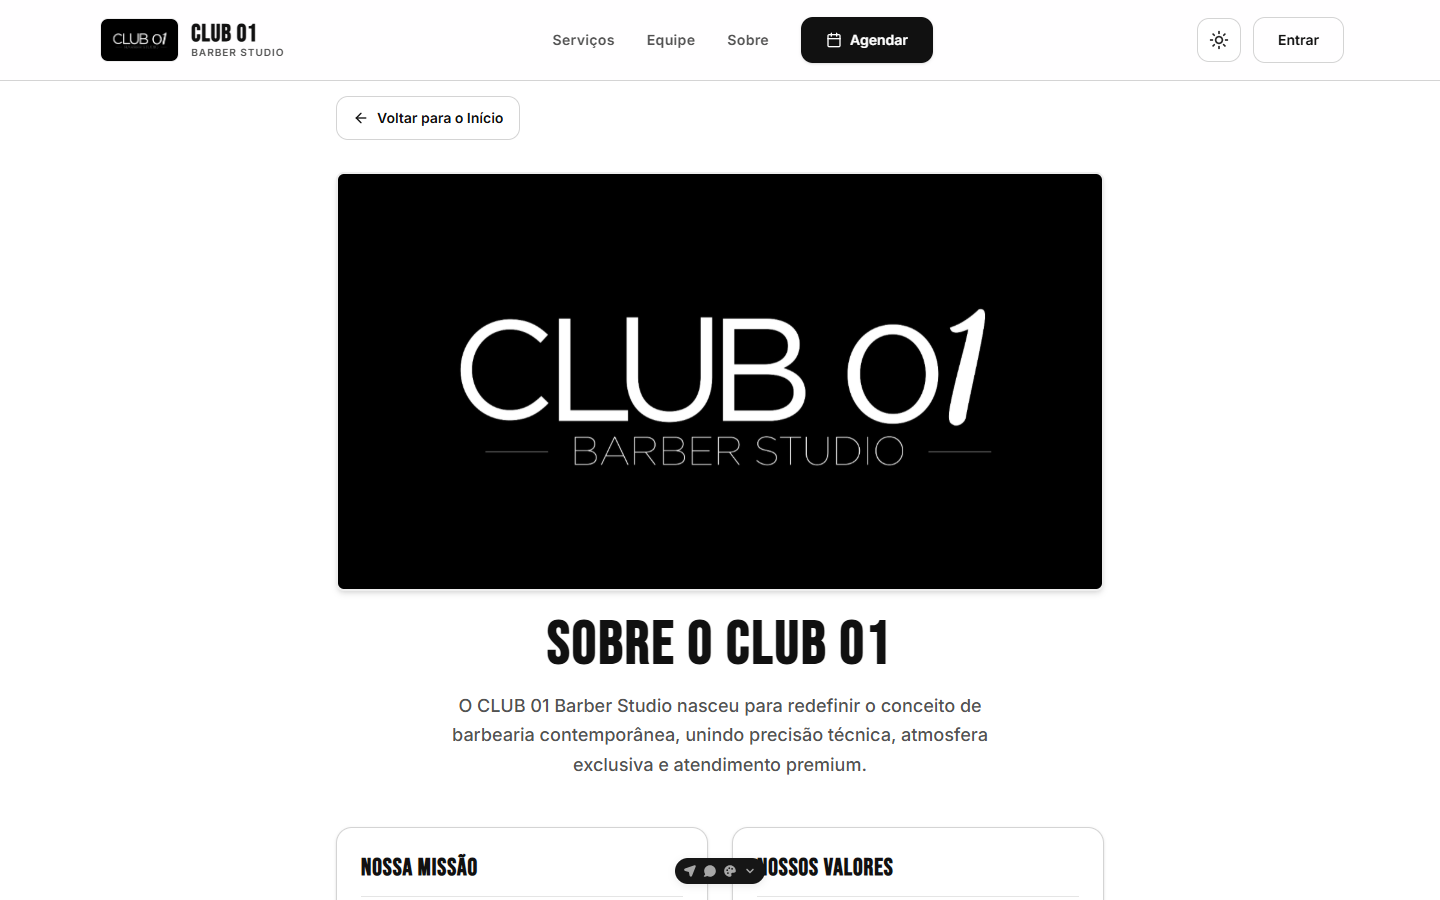 CLUB 01
CLUB 01
BARBER STUDIO
Serviços
Equipe
Sobre
Agendar
Entrar
Voltar para o Início
CLUB 01
BARBER STUDIO
SOBRE O CLUB 01
O CLUB 01 Barber Studio nasceu para redefinir o conceito de
barbearia contemporânea, unindo precisão técnica, atmosfera
exclusiva e atendimento premium.
NOSSA MISSÃO
NOSSOS VALORES